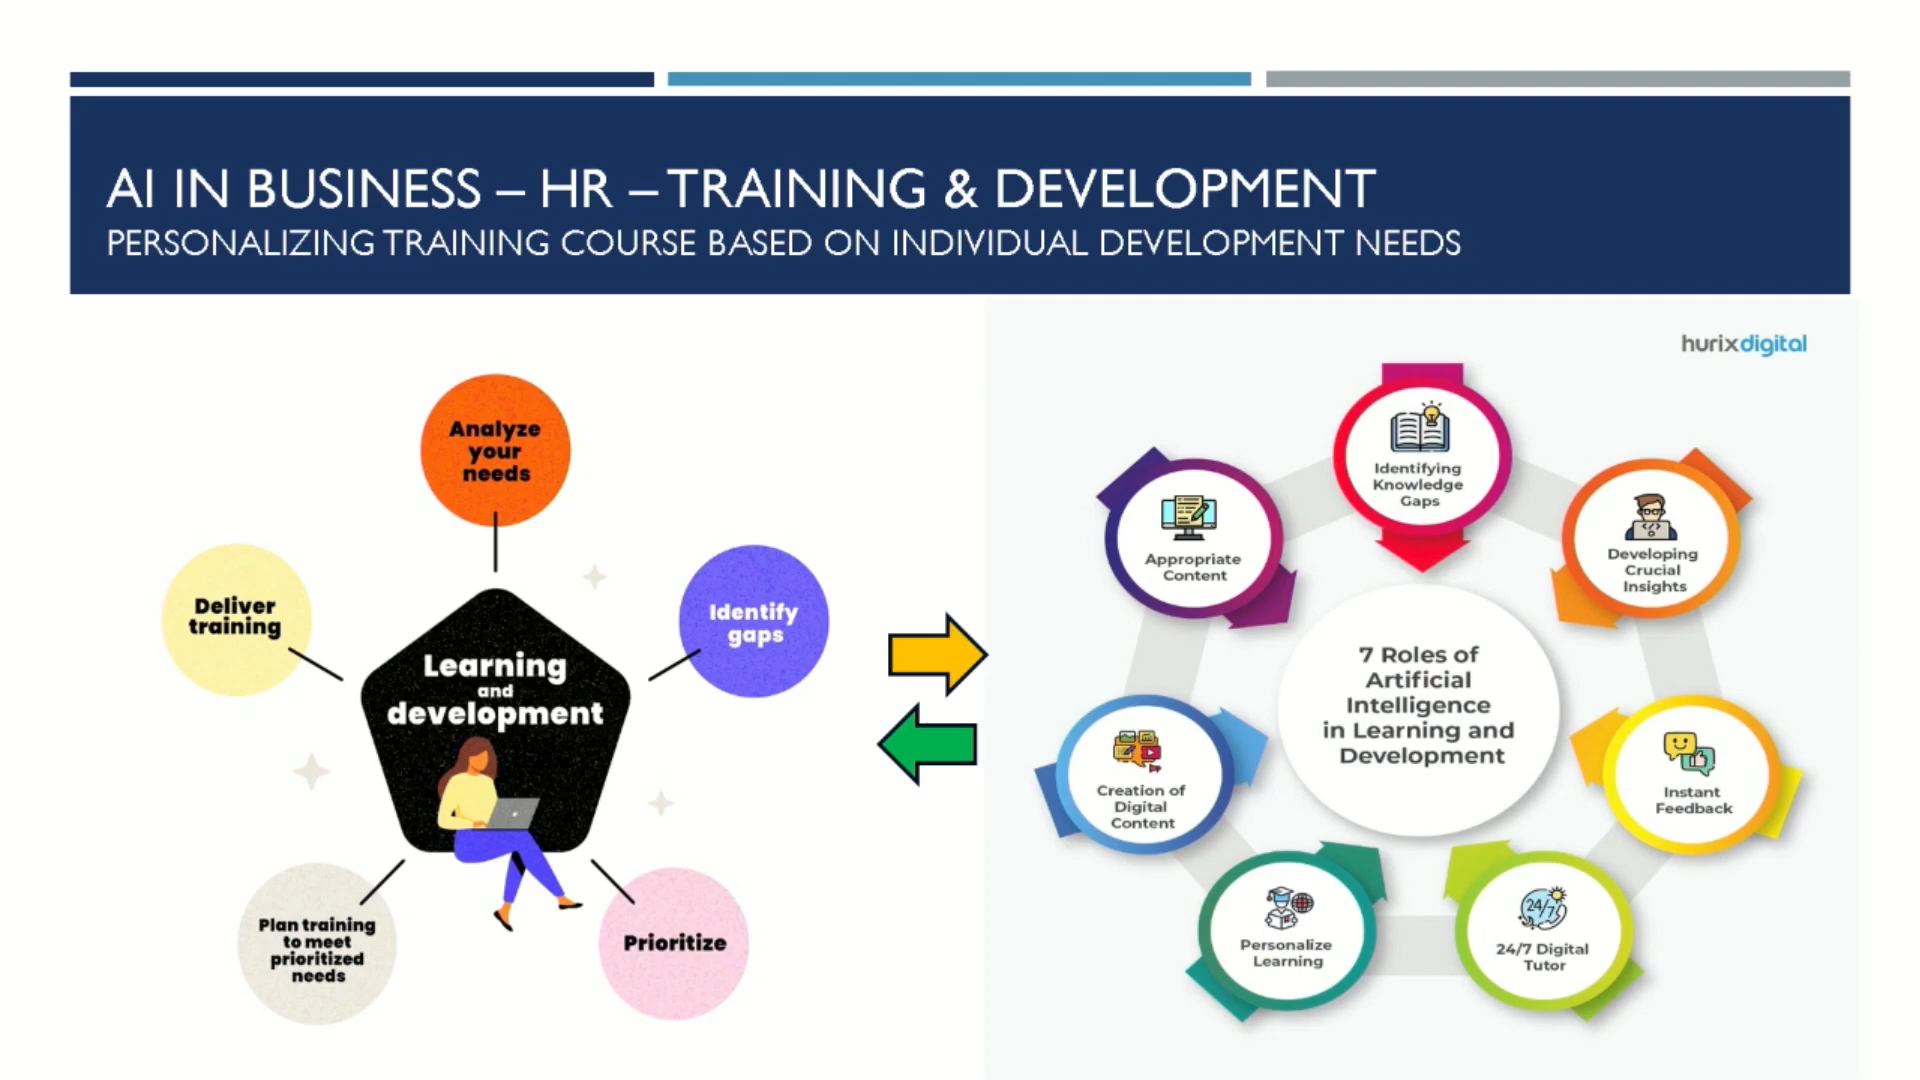 AI IN BUSINESS – HR – TRAINING & DEVELOPMENT
PERSONALIZING TRAINING COURSE BASED ON INDIVIDUAL DEVELOPMENT NEEDS
Analyze
your
needs
Identify
gaps
Prioritize
Plan training
to meet
prioritized
needs
Deliver
training
Learning
and
development
hurixdigital
Identifying
Knowledge
Gaps
Developing
Crucial
Insights
Instant
Feedback
24/7
24/7 Digital
Tutor
Personalize
Learning
Creation of
Digital
Content
Appropriate
Content
7 Roles of
Artificial
Intelligence
in Learning and
Development